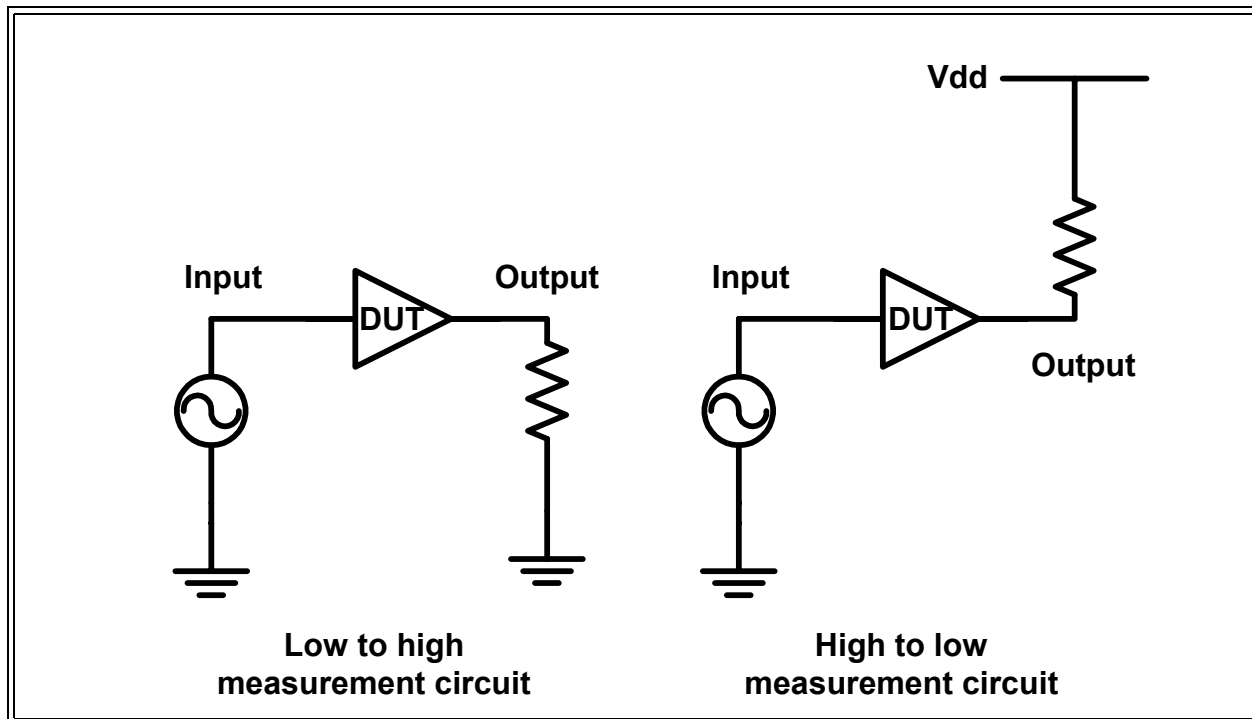 Vdd
Input
DUT
Output
Input
DUT
Output
Low to high
measurement circuit
High to low
measurement circuit